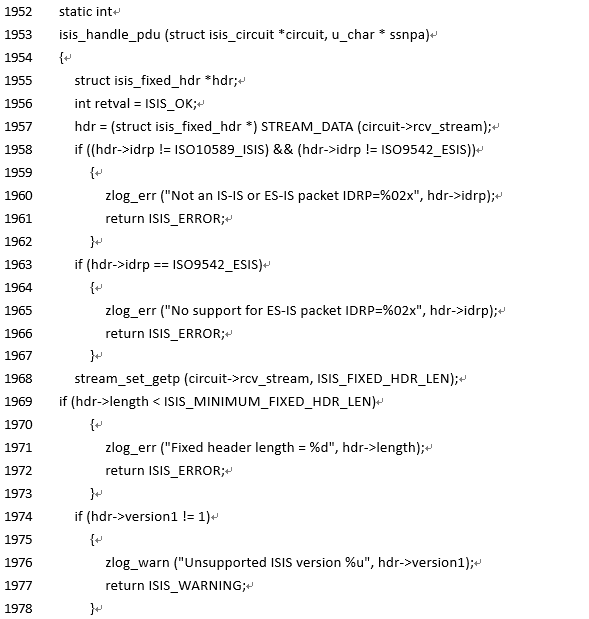 1952 static int↵
1953 isis_handle_pdu (struct isis_circuit *circuit, u_char * ssnpa)↵
1954 {↵
1955 struct isis_fixed_hdr *hdr;↵
1956 int retval = ISIS_OK;↵
1957 hdr = (struct isis_fixed_hdr *) STREAM_DATA (circuit->rcv_stream);↵
1958 if ((hdr->idrp != ISO10589_ISIS) && (hdr->idrp != ISO9542_ESIS))↵
1959 {↵
1960 zlog_err ("Not an IS-IS or ES-IS packet IDRP=%02x", hdr->idrp);↵
1961 return ISIS_ERROR;↵
1962 }↵
1963 if (hdr->idrp == ISO9542_ESIS)↵
1964 {↵
1965 zlog_err ("No support for ES-IS packet IDRP=%02x", hdr->idrp);↵
1966 return ISIS_ERROR;↵
1967 }↵
1968 stream_set_getp (circuit->rcv_stream, ISIS_FIXED_HDR_LEN);↵
1969 if (hdr->length < ISIS_MINIMUM_FIXED_HDR_LEN)↵
1970 {↵
1971 zlog_err ("Fixed header length = %d", hdr->length);↵
1972 return ISIS_ERROR;↵
1973 }↵
1974 if (hdr->version1 != 1)↵
1975 {↵
1976 zlog_warn ("Unsupported ISIS version %u", hdr->version1);↵
1977 return ISIS_WARNING;↵
1978 }↵